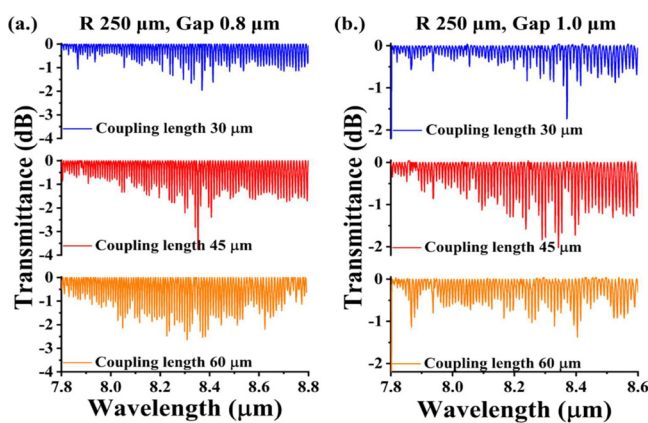 (a.) R 250 μm, Gap 0.8 μm
0
-1
-2
-3
-4
Coupling length 30 μm
0
-1
-2
-3
-4
Coupling length 45 μm
0
-1
-2
-3
-4
Coupling length 60 μm
7.8 8.0 8.2 8.4 8.6 8.8
Wavelength (μm)
Transmittance (dB)
(b.) R 250 μm, Gap 1.0 μm
0
-1
-2
Coupling length 30 μm
0
-1
-2
Coupling length 45 μm
0
-1
-2
Coupling length 60 μm
7.8 8.0 8.2 8.4 8.6
Wavelength (μm)
Transmittance (dB)